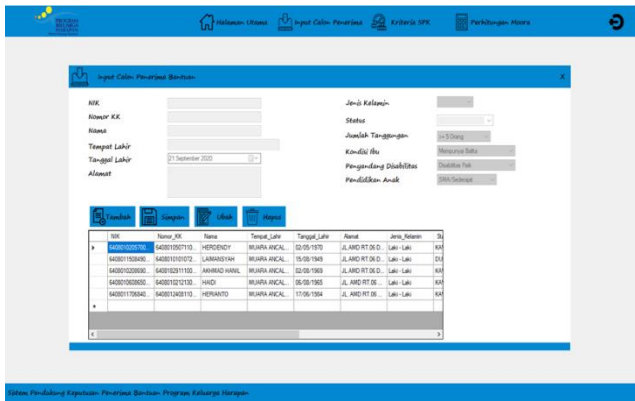 PROGRAM KELUARGA HARAPAN
Halaman Utama
Input Calon Penerima
Kriteria SPK
Perhitungan Moora
Input Calon Penerima Bantuan
X
NIK
Nomor KK
Nama
Tempat Lahir
Tanggal Lahir
21 September 2020
Alamat
Jenis Kelamin
Status
Jumlah Tanggungan
>= 5 Orang
Kondisi Ibu
Mempunyai Balita
Penyandang Disabilitas
Disabilitas Fisik
Pendidikan Anak
SMA/Sederajat
Tambah
Simpan
Ubah
Hapus
NIK Nomor_KK Nama Tempat_Lahir Tanggal_Lahir Alamat Jenis_Kelamin
HERDENDY MUARA ANCAL... 02/05/1970 JL. AMD RT.06 D... Laki - Laki
LAIMANSYAH MUARA ANCAL... 15/08/1949 JL. AMD RT.06 D... Laki - Laki
AKHMAD HANIL MUARA ANCAL... 02/08/1969 JL. AMD RT.06 ... Laki - Laki
HAIDI MUARA ANCAL... 06/08/1965 JL. AMD RT.06 ... Laki - Laki
HERIANTO MUARA ANCAL... 17/06/1984 JL. AMD RT.06 ... Laki - Laki
Sistem Pendukung Keputusan Penerima Bantuan Program Keluarga Harapan